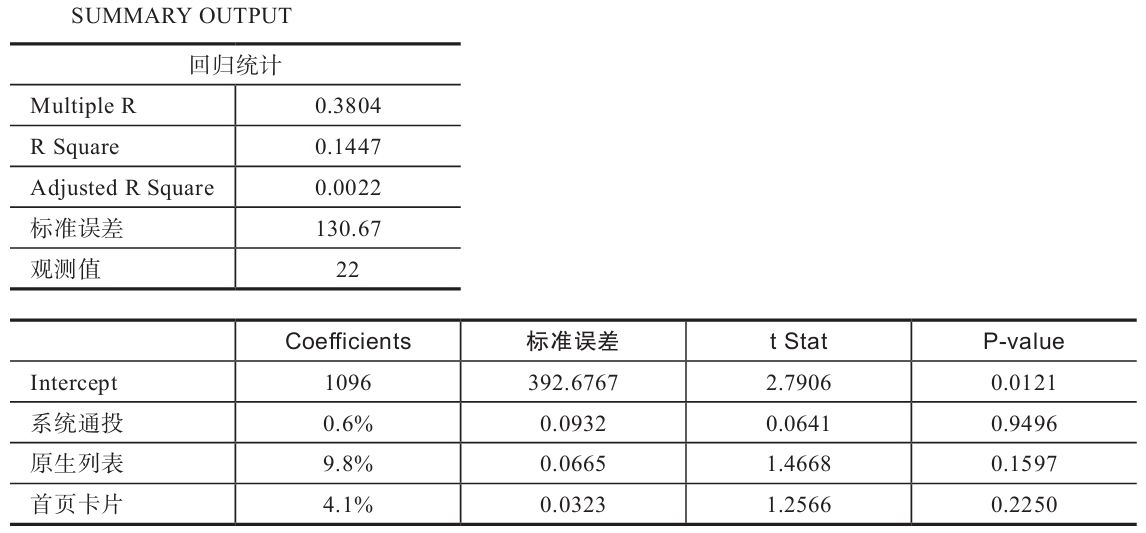 SUMMARY OUTPUT
回归统计
Multiple R 0.3804
R Square 0.1447
Adjusted R Square 0.0022
标准误差 130.67
观测值 22
Coefficients 标准误差 t Stat P-value
Intercept 1096 392.6767 2.7906 0.0121
系统通投 0.6% 0.0932 0.0641 0.9496
原生列表 9.8% 0.0665 1.4668 0.1597
首页卡片 4.1% 0.0323 1.2566 0.2250